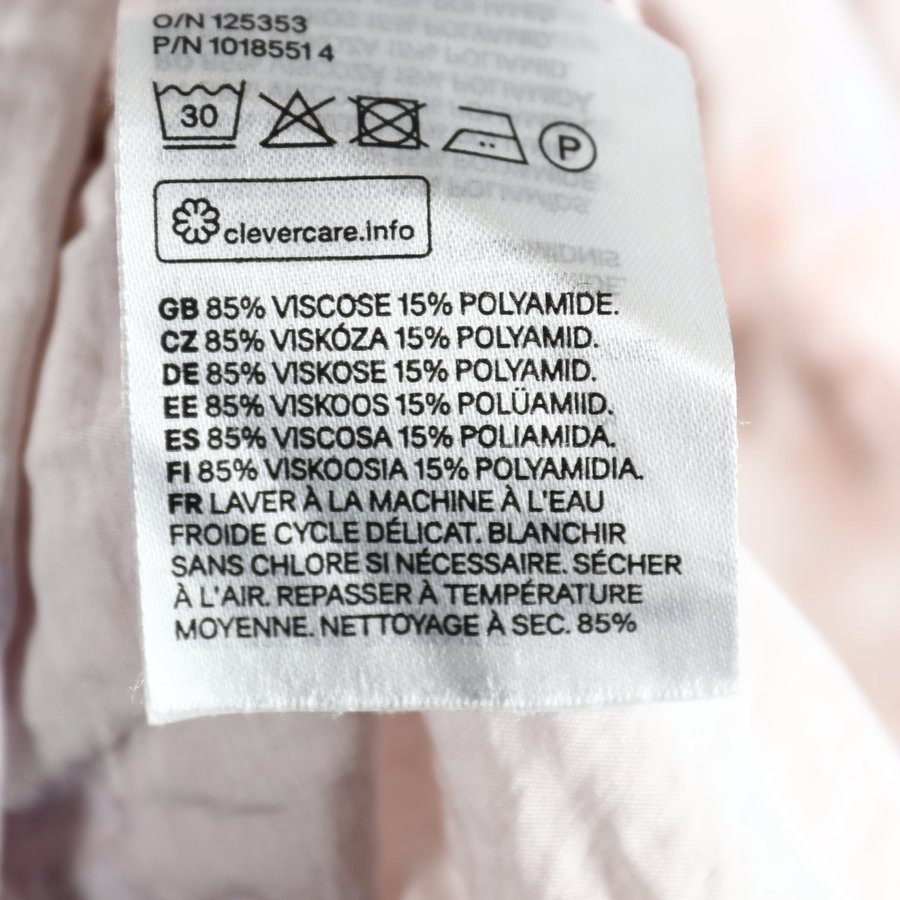 O/N 125353
P/N 10185514
30
P
clevercare.info
GB 85% VISCOSE 15% POLYAMIDE.
CZ 85% VISKÓZA 15% POLYAMID.
DE 85% VISKOSE 15% POLYAMID.
EE 85% VISKOOS 15% POLÜAMIID.
ES 85% VISCOSA 15% POLIAMIDA.
FI 85% VISKOOSIA 15% POLYAMIDIA.
FR LAVER À LA MACHINE À L'EAU
FROIDE CYCLE DÉLICAT. BLANCHIR
SANS CHLORE SI NÉCESSAIRE. SÉCHER
À L'AIR. REPASSER À TEMPÉRATURE
MOYENNE. NETTOYAGE À SEC. 85%